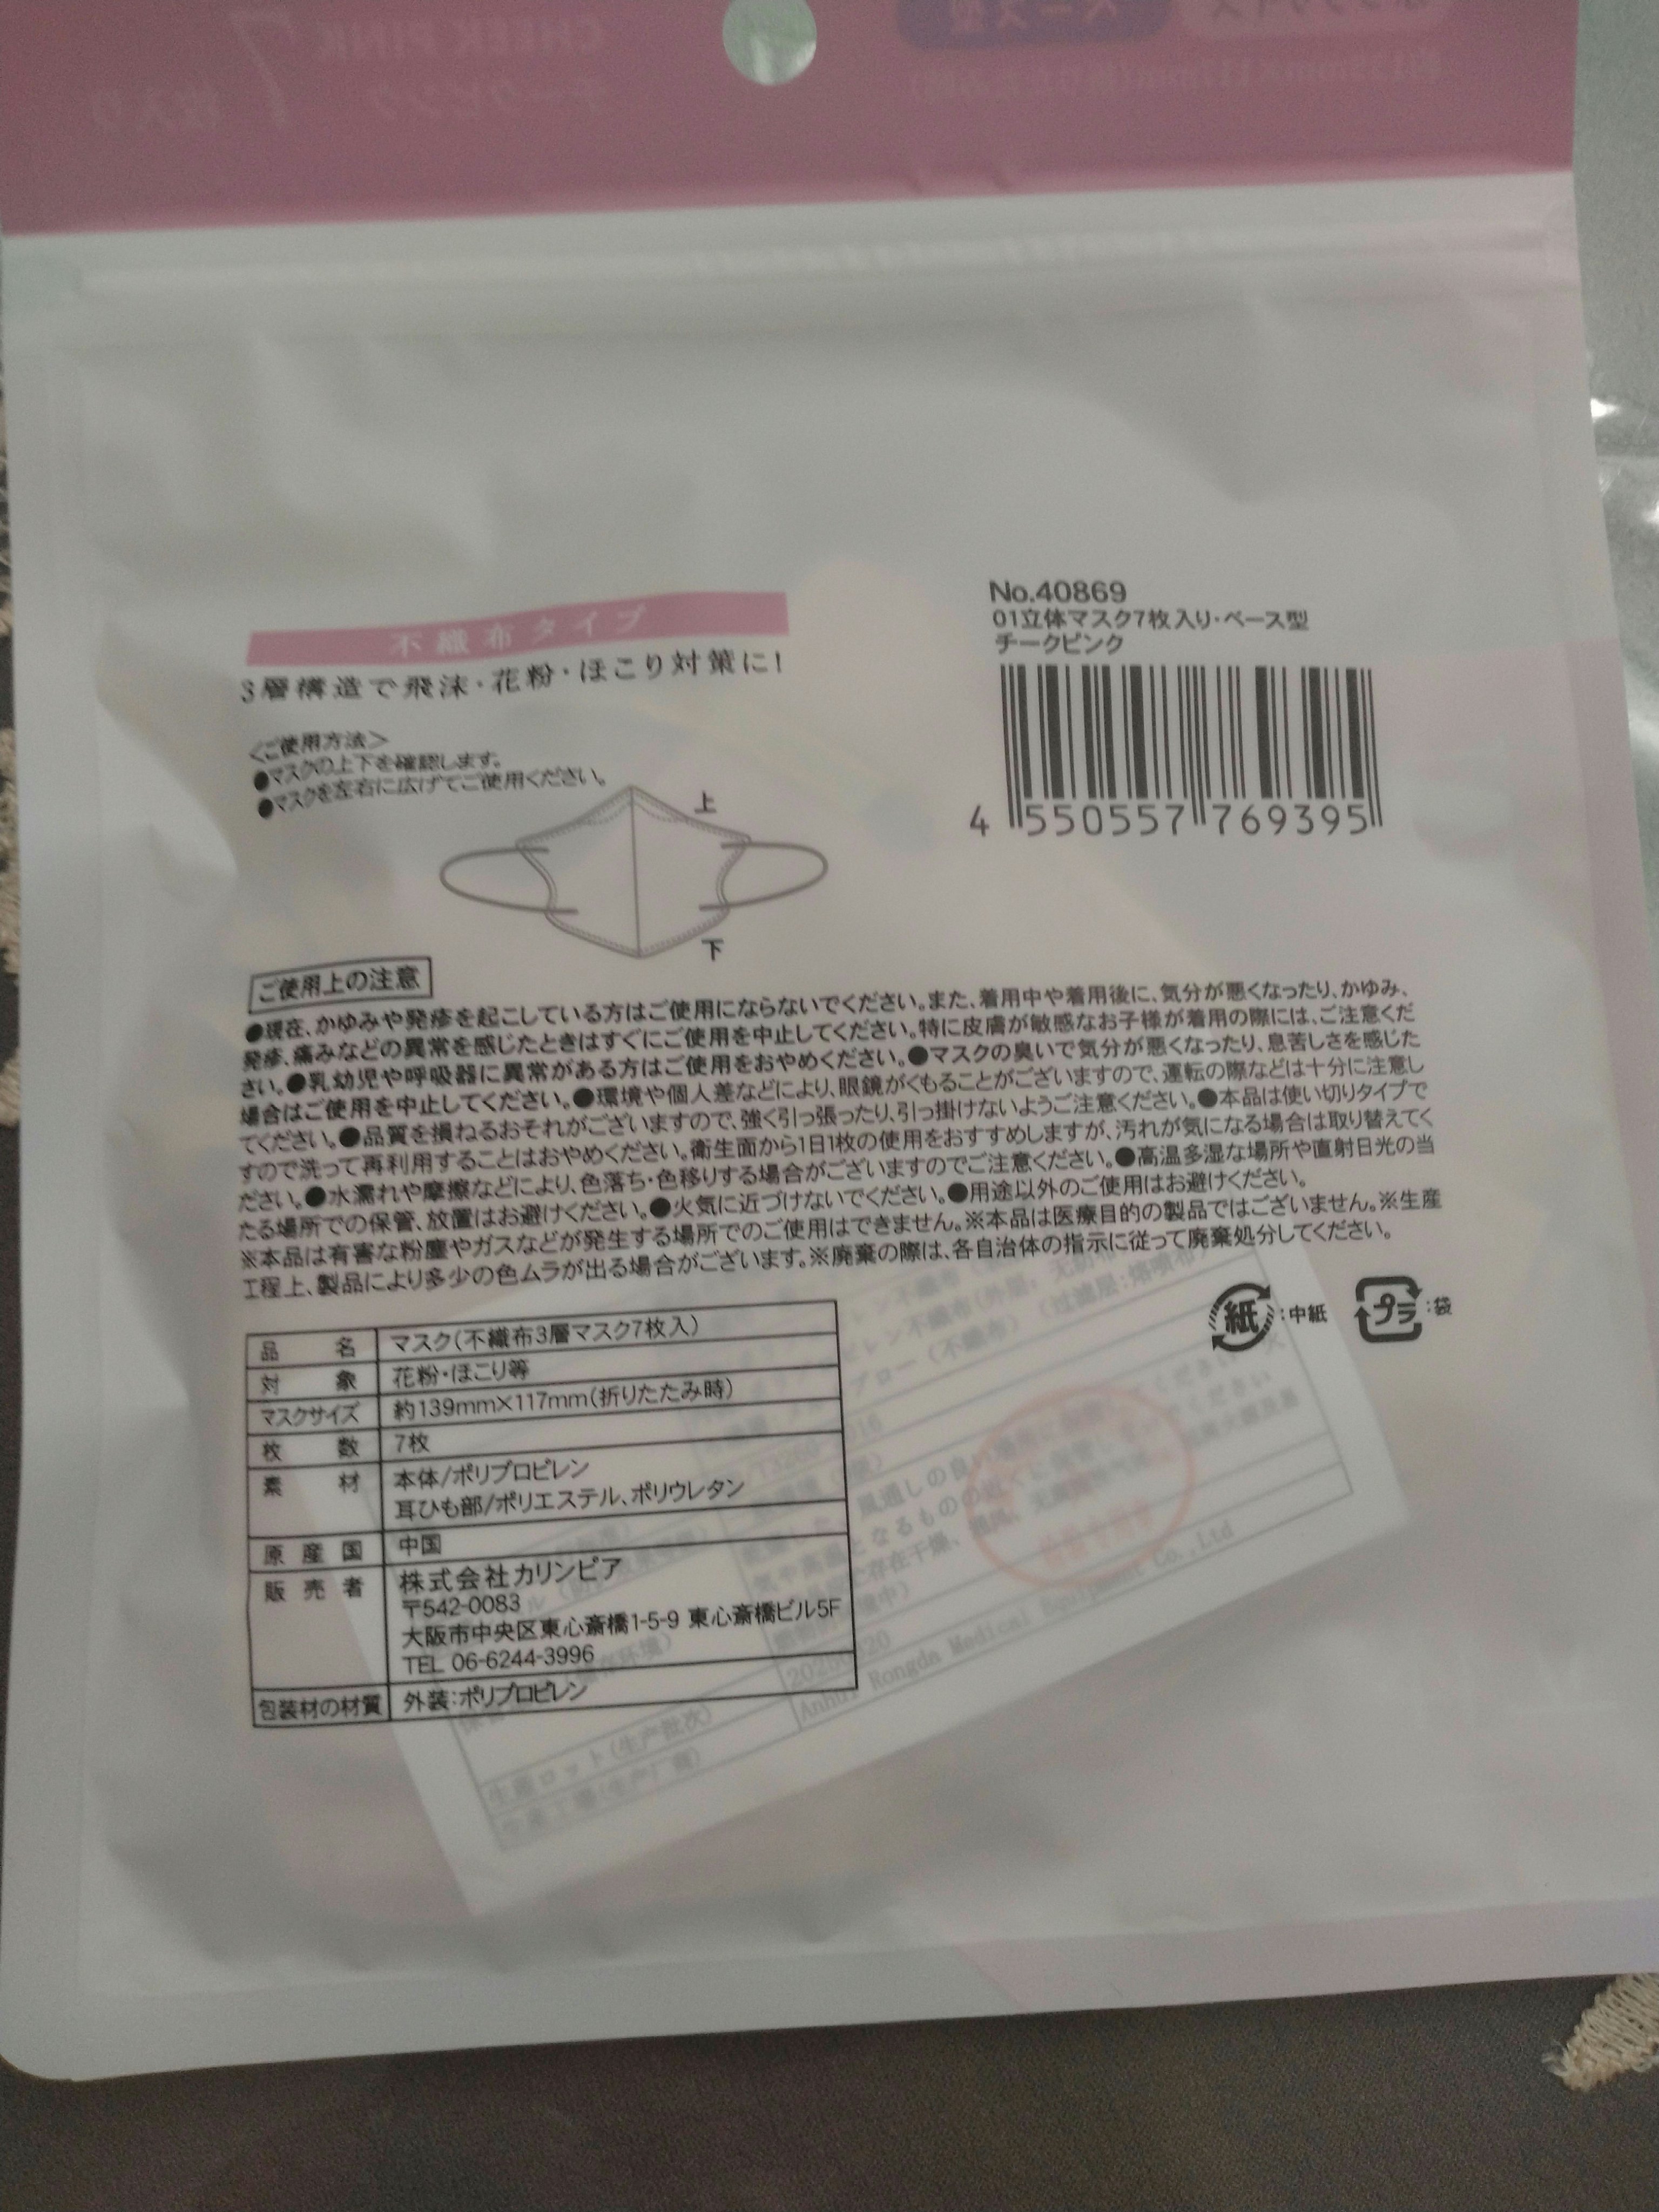 CHEEK PINK
チークピンク
7
枚入り
不織布タイプ
3層構造で飛沫・花粉・ほこり対策に!
<ご使用方法>
●マスクの上下を確認します。
●マスクを左右に広げてご使用ください。
上
下
No.40869
01立体マスク7枚入り・ベース型
チークピンク
4 550557 769395
ご使用上の注意
●現在、かゆみや発疹を起こしている方はご使用にならないでください。また、着用中や着用後に、気分が悪くなったり、かゆみ、
発疹、痛みなどの異常を感じたときはすぐにご使用を中止してください。特に皮膚が敏感なお子様が着用の際には、ご注意くだ
さい。●乳幼児や呼吸器に異常がある方はご使用をおやめください。●マスクの臭いで気分が悪くなったり、息苦しさを感じた
場合はご使用を中止してください。●環境や個人差などにより、眼鏡がくもることがございますので、運転の際などは十分に注意し
てください。●品質を損ねるおそれがございますので、強く引っ張ったり、引っ掛けないようご注意ください。●本品は使い切りタイプで
すので洗って再利用することはおやめください。衛生面から1日1枚の使用をおすすめしますが、汚れが気になる場合は取り替えてく
ださい。●水濡れや摩擦などにより、色落ち・色移りする場合がございますのでご注意ください。●高温多湿な場所や直射日光の当
たる場所での保管、放置はお避けください。●火気に近づけないでください。●用途以外のご使用はお避けください。
※本品は有害な粉塵やガスなどが発生する場所でのご使用はできません。※本品は医療目的の製品ではございません。※生産
工程上、製品により多少の色ムラが出る場合がございます。※廃棄の際は、各自治体の指示に従って廃棄処分してください。
紙:中紙
プラ:袋
品名 マスク(不織布3層マスク7枚入)
対象 花粉・ほこり等
マスクサイズ 約139mm×117mm(折りたたみ時)
枚数 7枚
素材 本体/ポリプロピレン
耳ひも部/ポリエステル、ポリウレタン
原産国 中国
販売者 株式会社カリンピア
〒542-0083
大阪市中央区東心斎橋1-5-9 東心斎橋ビル5F
TEL 06-6244-3996
包装材の材質 外装:ポリプロピレン
生産ロット(生产批次)
生産工場(生产厂商)
Rongda Medical Equipment Co.,Ltd